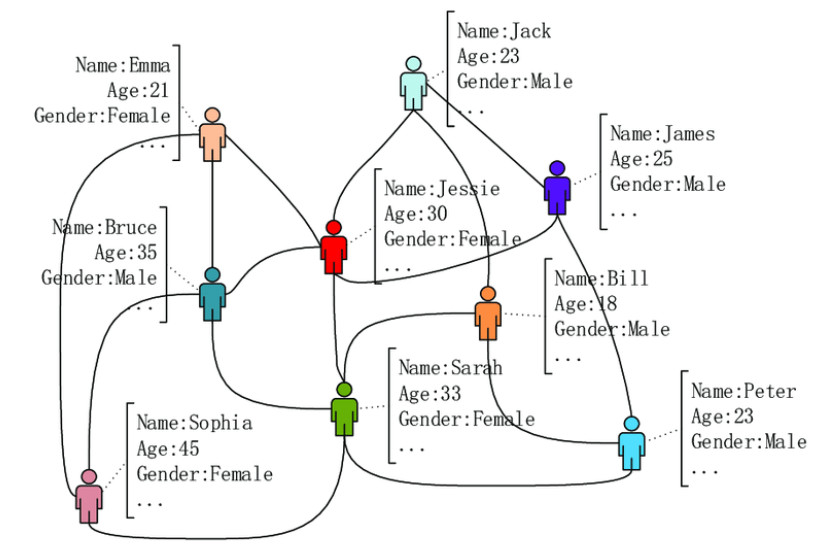 Name:Emma
Age:21
Gender:Female
...
Name:Jack
Age:23
Gender:Male
...
Name:James
Age:25
Gender:Male
...
Name:Jessie
Age:30
Gender:Female
...
Name:Bruce
Age:35
Gender:Male
...
Name:Bill
Age:18
Gender:Male
...
Name:Sarah
Age:33
Gender:Female
...
Name:Peter
Age:23
Gender:Male
...
Name:Sophia
Age:45
Gender:Female
...